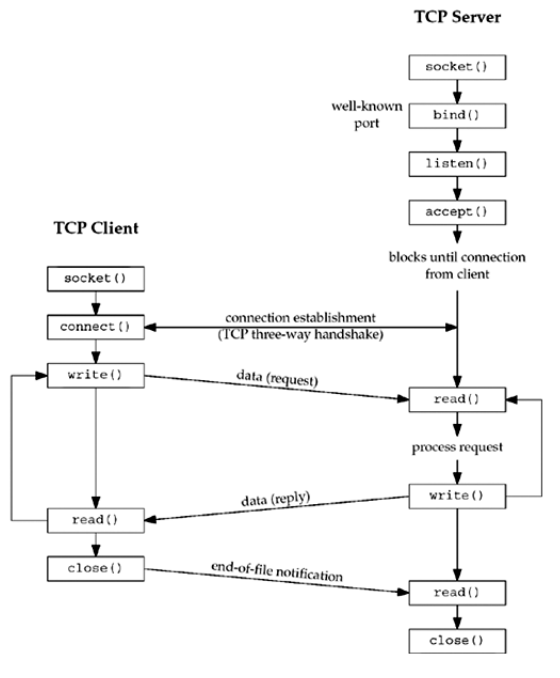 TCP Server
socket()
well-known
port
bind()
listen()
accept()
blocks until connection
from client
TCP Client
socket()
connect()
connection establishment
(TCP three-way handshake)
write()
data (request)
read()
process request
write()
data (reply)
read()
close()
end-of-file notification
read()
close()